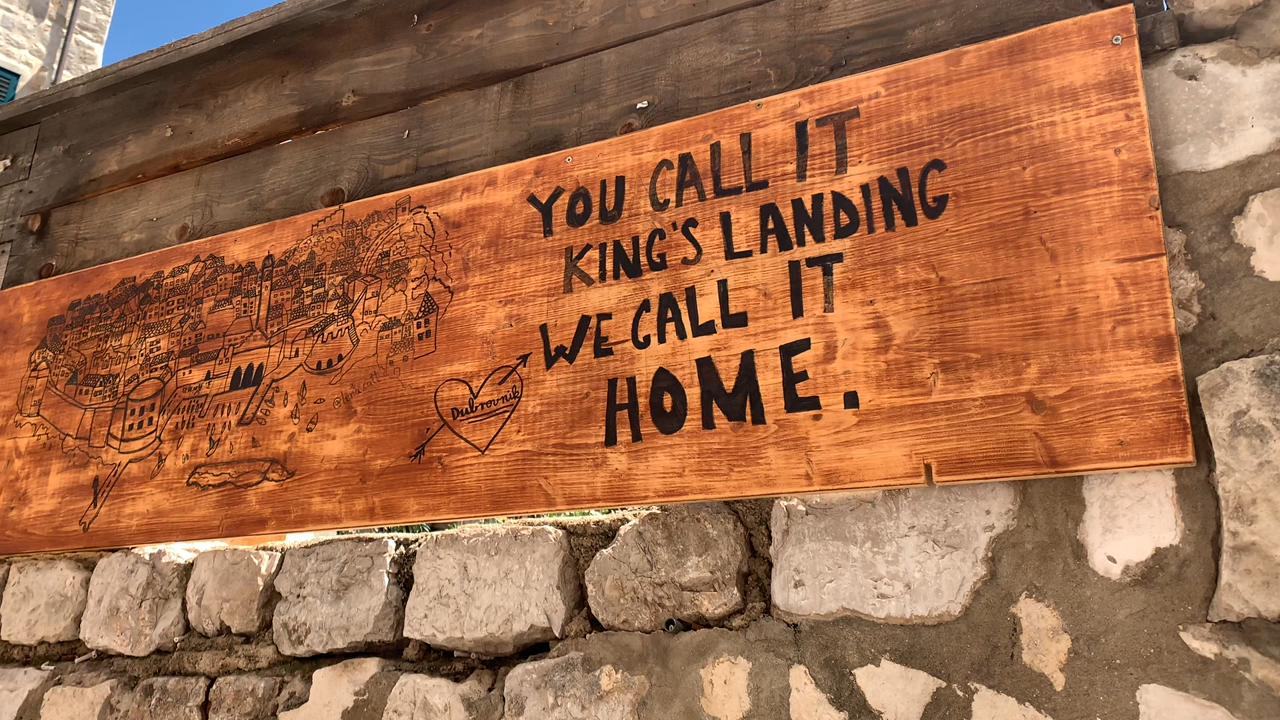 YOU CALL IT
KING'S LANDING
WE CALL IT
HOME.
Dubrovnik